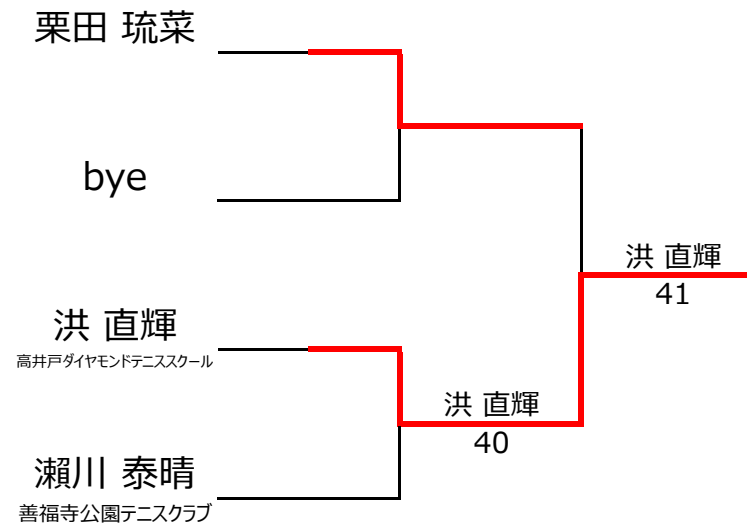 栗田 琉菜
bye
洪 直輝
高井戸ダイヤモンドテニススクール
瀨川 泰晴
善福寺公園テニスクラブ
洪 直輝
40
洪 直輝
41